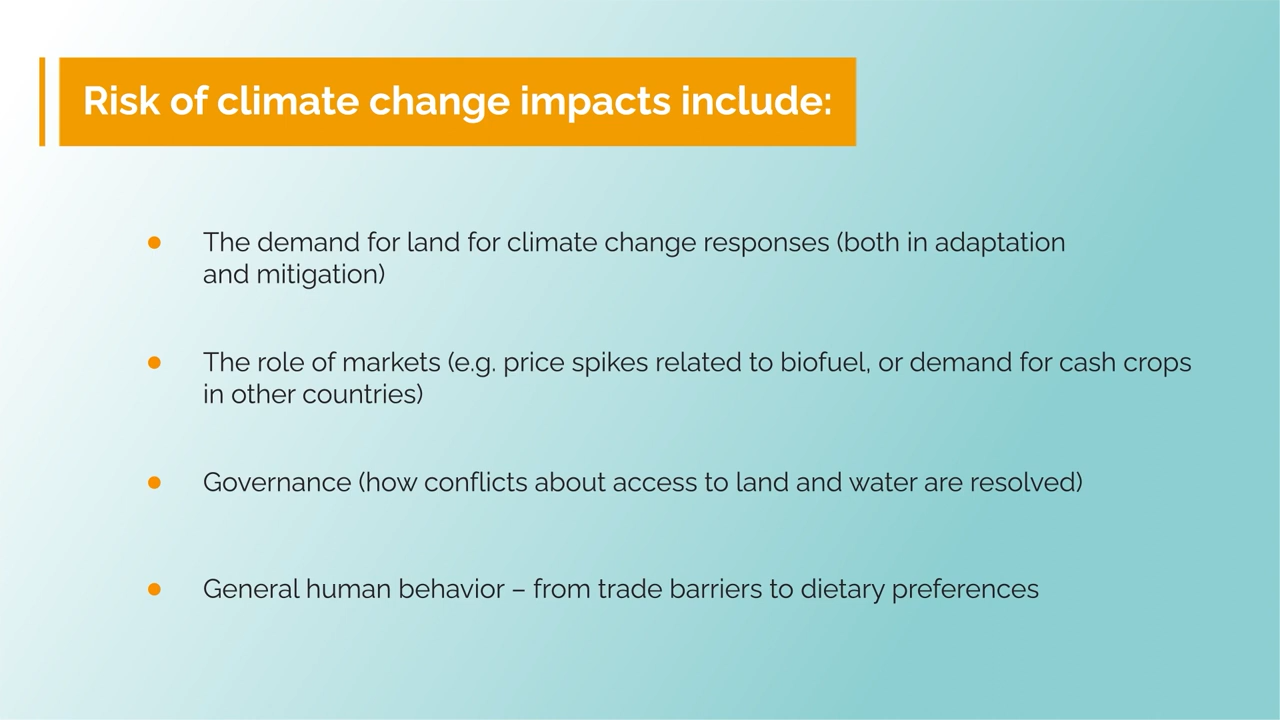 Risk of climate change impacts include:
● The demand for land for climate change responses (both in adaptation
and mitigation)
● The role of markets (e.g. price spikes related to biofuel, or demand for cash crops
in other countries)
● Governance (how conflicts about access to land and water are resolved)
● General human behavior – from trade barriers to dietary preferences